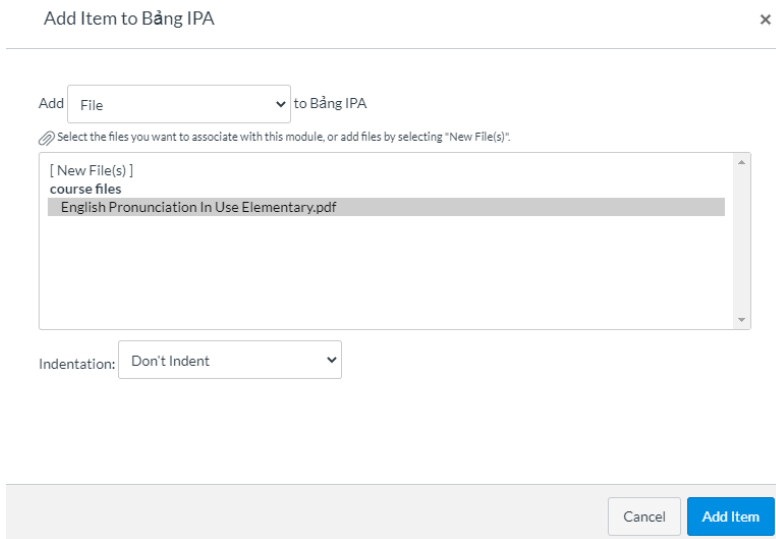 Add Item to Bảng IPA ×
Add File to Bảng IPA
Select the files you want to associate with this module, or add files by selecting "New File(s)".
[ New File(s) ]
course files
English Pronunciation In Use Elementary.pdf
Indentation: Don't Indent
Cancel Add Item